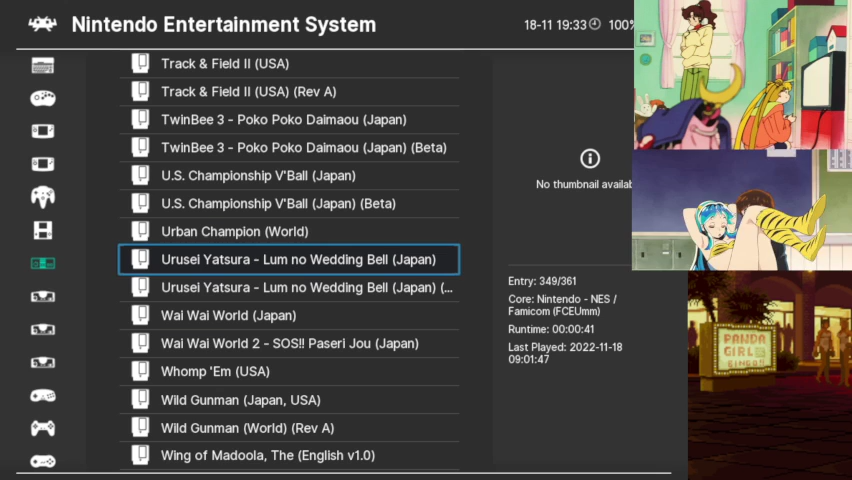 Nintendo Entertainment System
18-11 19:33 100%
Track & Field II (USA)
Track & Field II (USA) (Rev A)
TwinBee 3 - Poko Poko Daimaou (Japan)
TwinBee 3 - Poko Poko Daimaou (Japan) (Beta)
U.S. Championship V'Ball (Japan)
U.S. Championship V'Ball (Japan) (Beta)
Urban Champion (World)
Urusei Yatsura - Lum no Wedding Bell (Japan)
Urusei Yatsura - Lum no Wedding Bell (Japan) (...
Wai Wai World (Japan)
Wai Wai World 2 - SOS!! Paseri Jou (Japan)
Whomp 'Em (USA)
Wild Gunman (Japan, USA)
Wild Gunman (World) (Rev A)
Wing of Madoola, The (English v1.0)
No thumbnail availab
Entry: 349/361
Core: Nintendo - NES /
Famicom (FCEUmm)
Runtime: 00:00:41
Last Played: 2022-11-18
09:01:47
PANDA
GIRL